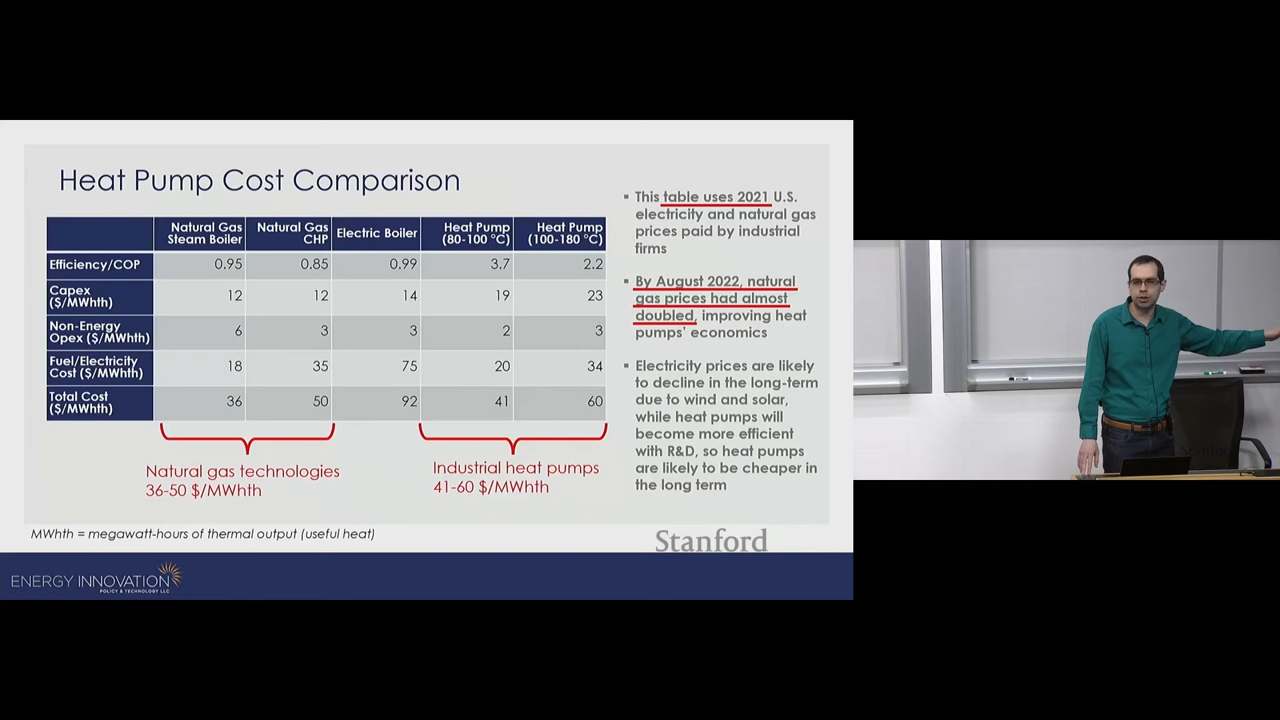 Heat Pump Cost Comparison
Natural Gas Steam Boiler
Natural Gas CHP
Electric Boiler
Heat Pump (80-100 °C)
Heat Pump (100-180 °C)
Efficiency/COP 0.95 0.85 0.99 3.7 2.2
Capex ($/MWhth) 12 12 14 19 23
Non-Energy Opex ($/MWhth) 6 3 3 2 3
Fuel/Electricity Cost ($/MWhth) 18 35 75 20 34
Total Cost ($/MWhth) 36 50 92 41 60
Natural gas technologies
36-50 $/MWhth
Industrial heat pumps
41-60 $/MWhth
▪ This table uses 2021 U.S.
electricity and natural gas
prices paid by industrial
firms
▪ By August 2022, natural
gas prices had almost
doubled, improving heat
pumps' economics
▪ Electricity prices are likely
to decline in the long-term
due to wind and solar,
while heat pumps will
become more efficient
with R&D, so heat pumps
are likely to be cheaper in
the long term
MWhth = megawatt-hours of thermal output (useful heat)
Stanford
ENERGY INNOVATION
POLICY & TECHNOLOGY LLC
Stanford